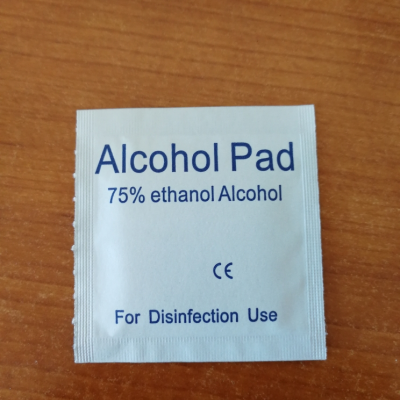 Alcohol Pad
75% ethanol Alcohol
CE
For Disinfection Use